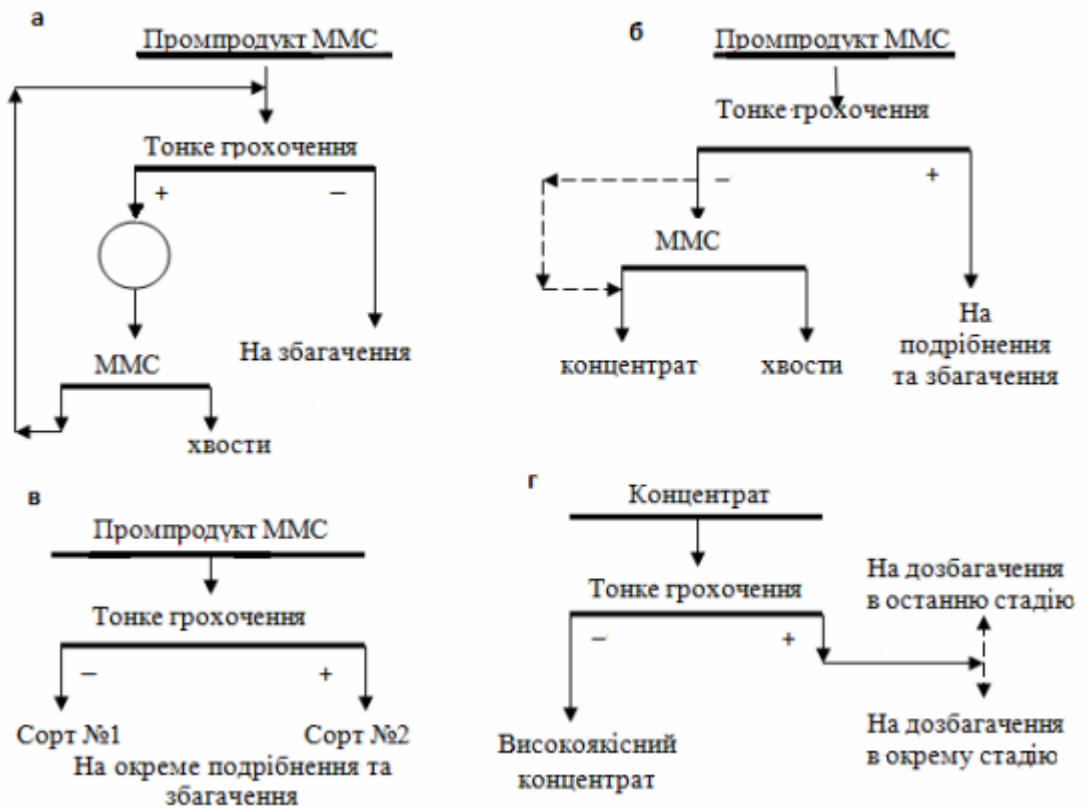 а
Промпродукт ММС
Тонке грохочення
+
–
ММС
На збагачення
хвости
б
Промпродукт ММС
Тонке грохочення
–
+
ММС
концентрат
хвости
На
подрібнення
та збагачення
в
Промпродукт ММС
Тонке грохочення
–
+
Сорт №1
Сорт №2
На окреме подрібнення та
збагачення
г
Концентрат
Тонке грохочення
–
+
На дозбагачення
в останню стадію
Високоякісний
концентрат
На дозбагачення
в окрему стадію